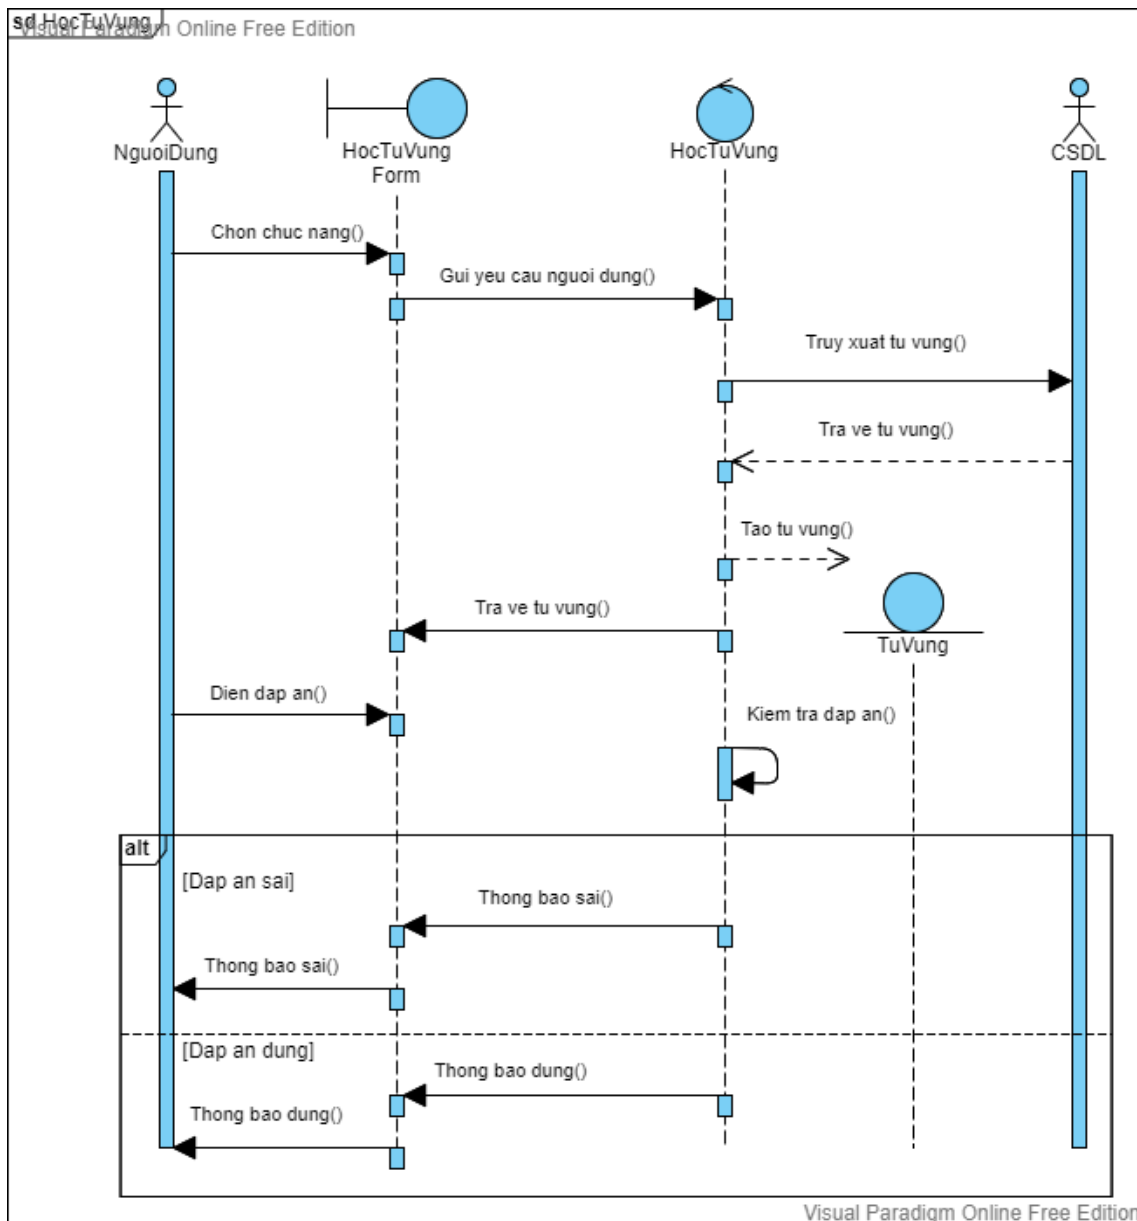 sd HocTuVung
Visual Paradigm Online Free Edition
NguoiDung
HocTuVung
Form
HocTuVung
CSDL
Chon chuc nang()
Gui yeu cau nguoi dung()
Truy xuat tu vung()
Tra ve tu vung()
Tao tu vung()
Tra ve tu vung()
TuVung
Dien dap an()
Kiem tra dap an()
alt
[Dap an sai]
Thong bao sai()
Thong bao sai()
[Dap an dung]
Thong bao dung()
Thong bao dung()
Visual Paradigm Online Free Edition